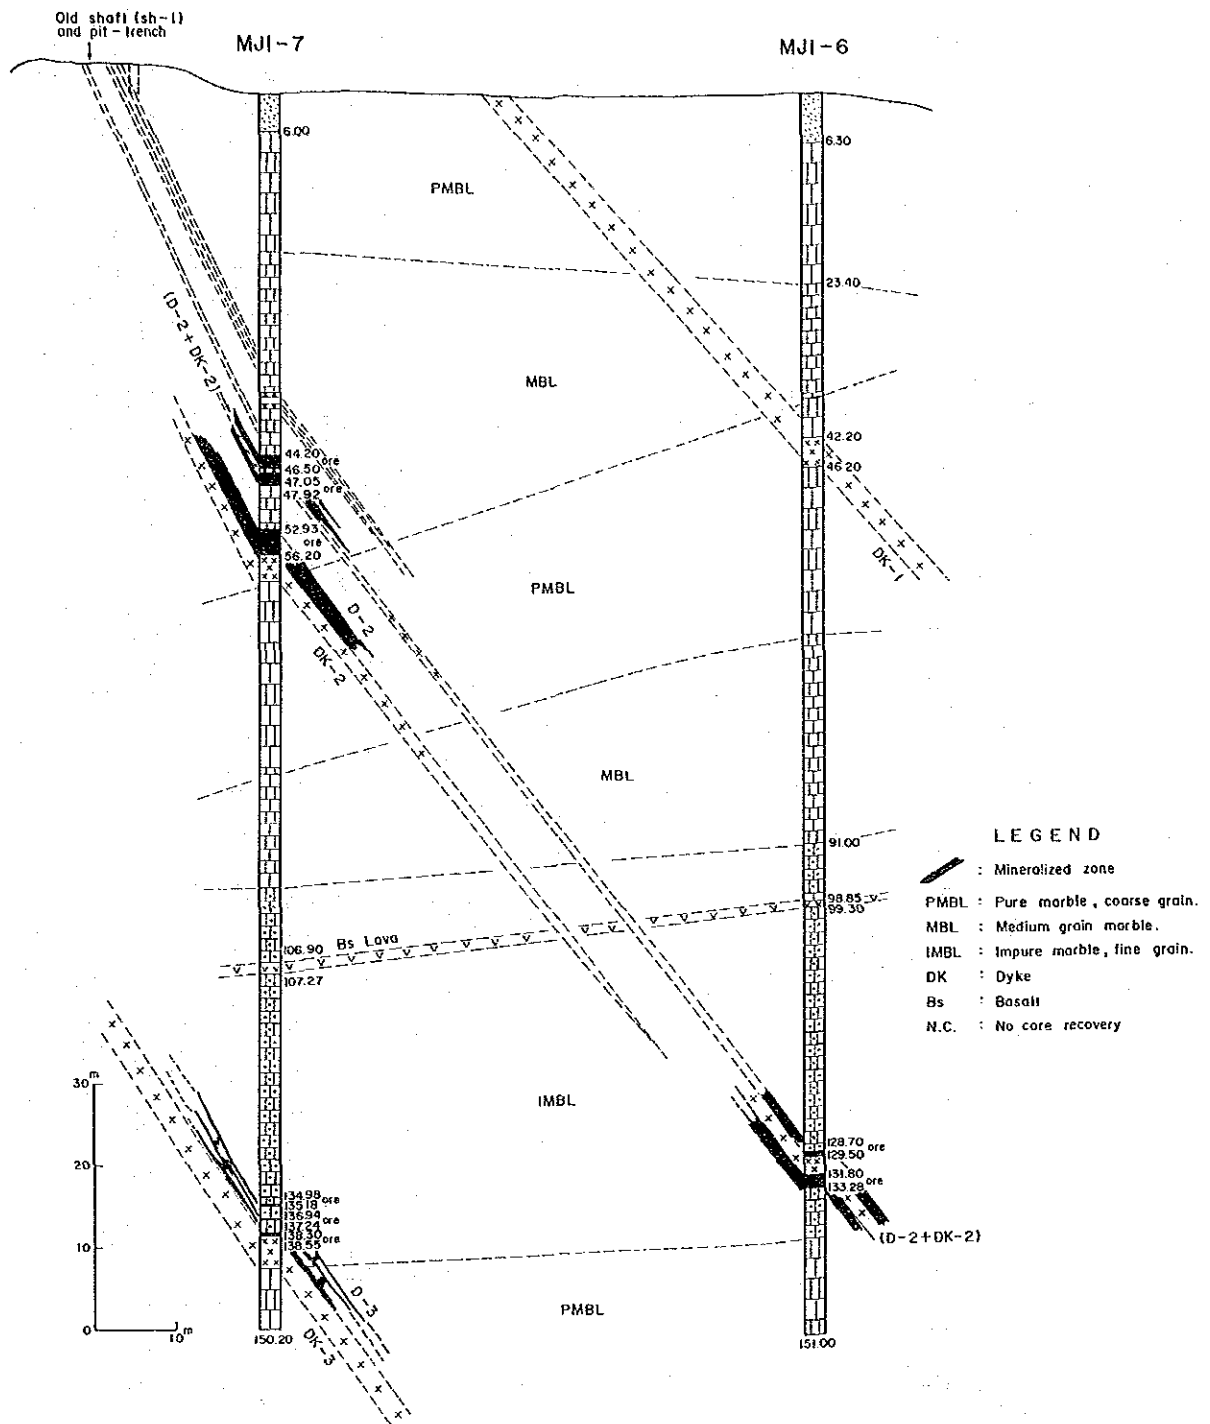 Old shaft (sh-1)
and pit-trench
MJI-7
MJI-6
6.00
6.30
PMBL
23.40
(D-2+DK-2)
MBL
42.20
46.20
44.20
ore
46.50
47.05
ore
47.92
52.93
ore
56.20
DK-1
PMBL
D-2
DK-2
MBL
91.00
98.85
99.30
106.90
Bs Lava
107.27
LEGEND
: Mineralized zone
PMBL : Pure marble, coarse grain.
MBL : Medium grain marble.
IMBL : Impure marble, fine grain.
DK : Dyke
Bs : Basalt
N.C. : No core recovery
30 m
IMBL
20
128.70
ore
129.50
131.80
ore
133.28
134.98
ore
135.18
136.94
ore
137.24
138.30
ore
138.55
(D-2+DK-2)
10
D-3
PMBL
DK-3
0
10 m
150.20
151.00